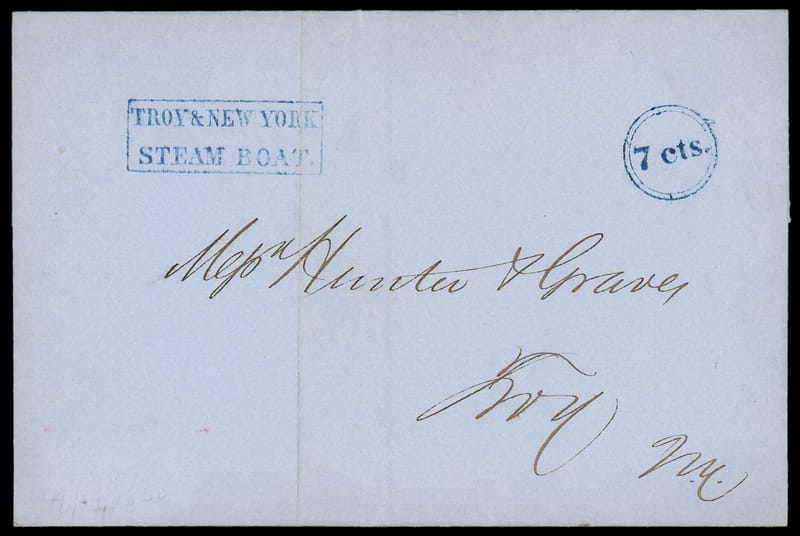 TROY & NEW YORK
STEAM BOAT.
7 cts.
Messrs Hunter & Graves
Troy
N.Y.